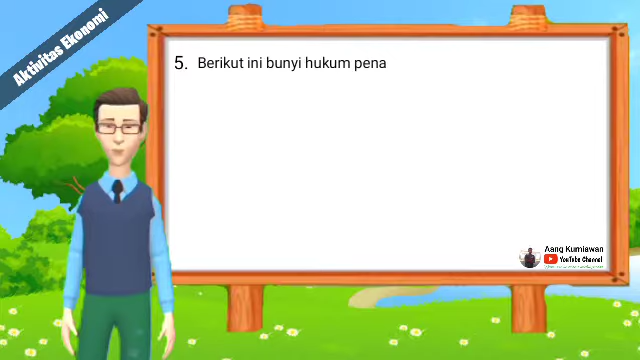 Aktivitas Ekonomi
5. Berikut ini bunyi hukum pena
Aang Kurniawan
YouTube Channel